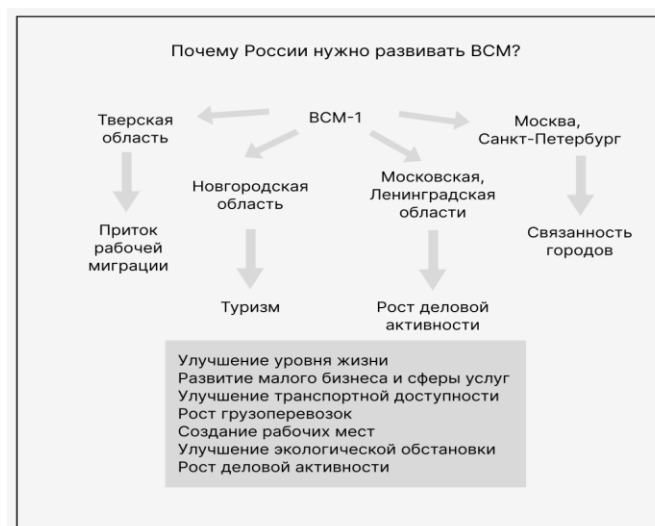 Почему России нужно развивать ВСМ?
ВСМ-1
Тверская
область
Москва,
Санкт-Петербург
Новгородская
область
Московская,
Ленинградская
области
Приток
рабочей
миграции
Связанность
городов
Туризм
Рост деловой
активности
Улучшение уровня жизни
Развитие малого бизнеса и сферы услуг
Улучшение транспортной доступности
Рост грузоперевозок
Создание рабочих мест
Улучшение экологической обстановки
Рост деловой активности